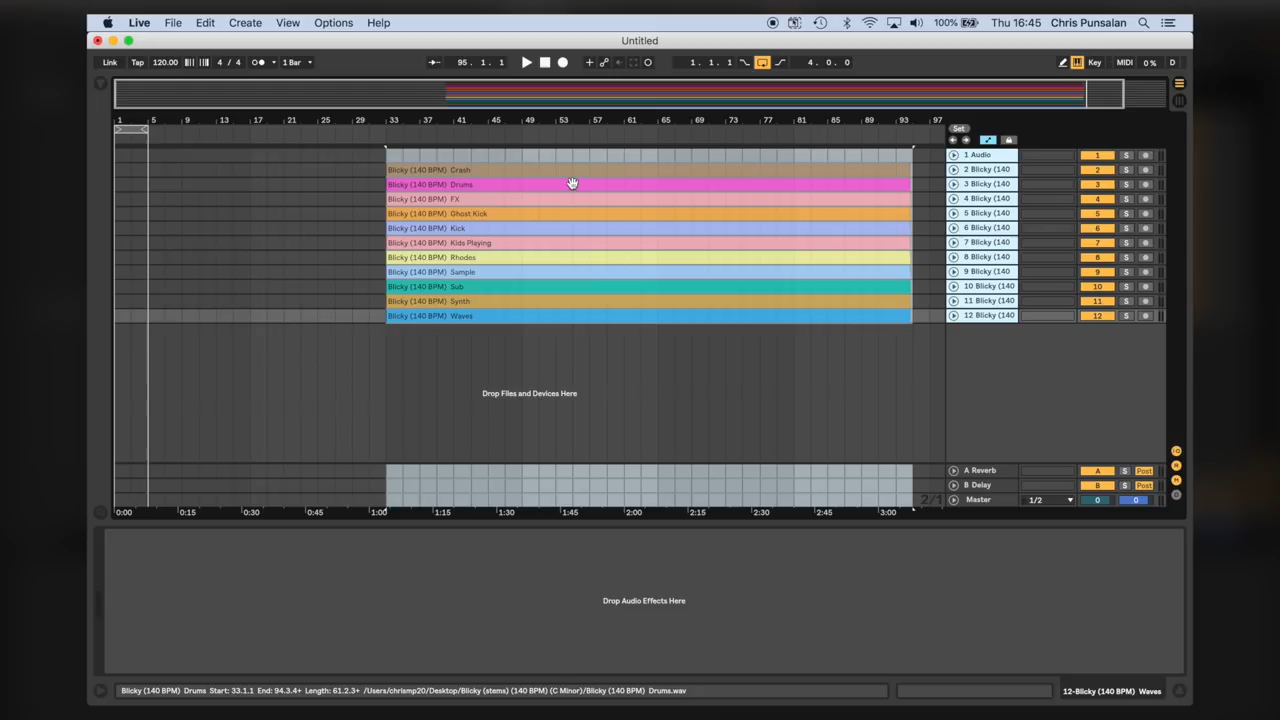 Live File Edit Create View Options Help 100% Thu 16:45 Chris Punsalan
Untitled
Link Tap 120.00 4 / 4 1 Bar 95. 1. 1 1. 1. 1 4. 0. 0 Key MIDI 0% D
1 5 9 13 17 21 25 29 33 37 41 45 49 53 57 61 65 69 73 77 81 85 89 93 97 Set
1 Audio 1 S
Blicky (140 BPM) Crash 2 Blicky (140 2 S
Blicky (140 BPM) Drums 3 Blicky (140 3 S
Blicky (140 BPM) FX 4 Blicky (140 4 S
Blicky (140 BPM) Ghost Kick 5 Blicky (140 5 S
Blicky (140 BPM) Kick 6 Blicky (140 6 S
Blicky (140 BPM) Kids Playing 7 Blicky (140 7 S
Blicky (140 BPM) Rhodes 8 Blicky (140 8 S
Blicky (140 BPM) Sample 9 Blicky (140 9 S
Blicky (140 BPM) Sub 10 Blicky (140 10 S
Blicky (140 BPM) Synth 11 Blicky (140 11 S
Blicky (140 BPM) Waves 12 Blicky (140 12 S
Drop Files and Devices Here
A Reverb A S Post
B Delay B S Post
2/1 Master 1/2 0 0
0:00 0:15 0:30 0:45 1:00 1:15 1:30 1:45 2:00 2:15 2:30 2:45 3:00
Drop Audio Effects Here
Blicky (140 BPM) Drums Start: 33.1.1 End: 94.3.4+ Length: 61.2.3+ /Users/chrismp20/Desktop/Blicky (stems) (140 BPM) (C Minor)/Blicky (140 BPM) Drums.wav 12-Blicky (140 BPM) Waves